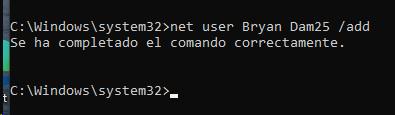 C:\Windows\system32>net user Bryan Dam25 /add
Se ha completado el comando correctamente.
C:\Windows\system32>
t